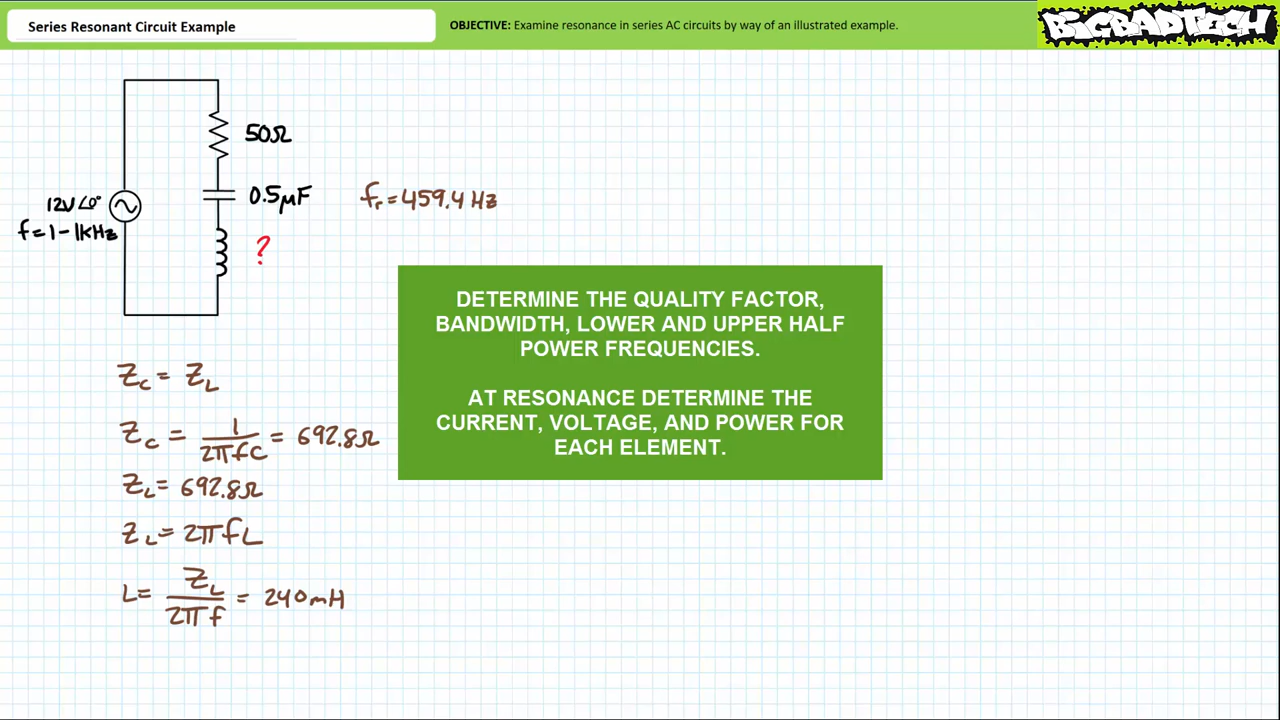 Series Resonant Circuit Example
OBJECTIVE: Examine resonance in series AC circuits by way of an illustrated example.
BIGBADTECH
50Ω
12V∠0°
f=1-1KHz
0.5μF
fr=459.4 Hz
?
DETERMINE THE QUALITY FACTOR,
BANDWIDTH, LOWER AND UPPER HALF
POWER FREQUENCIES.
AT RESONANCE DETERMINE THE
CURRENT, VOLTAGE, AND POWER FOR
EACH ELEMENT.
ZC = ZL
ZC = 1/2πfC = 692.8Ω
ZL = 692.8Ω
ZL = 2πfL
L = ZL/2πf = 240mH